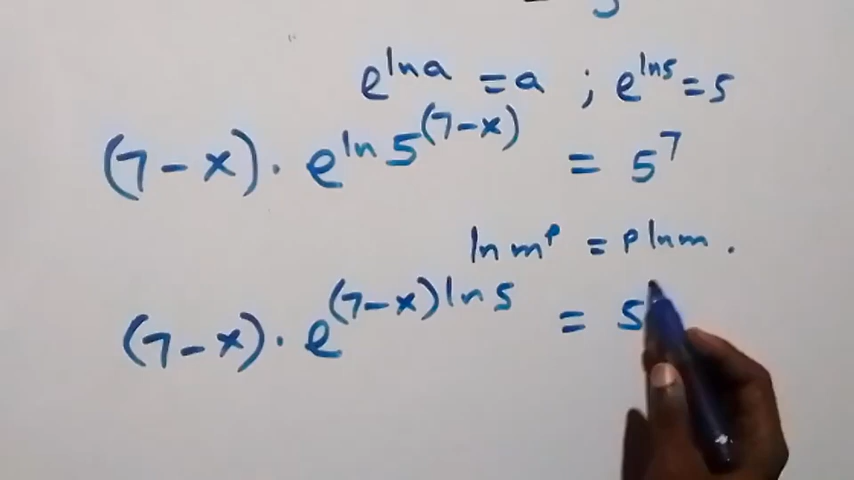 e^{ln a} = a ; e^{ln 5} = 5
(7 - x) · e^{ln 5^{(7-x)}} = 5^7
ln m^p = p ln m .
(7 - x) · e^{(7-x) ln 5} = 5